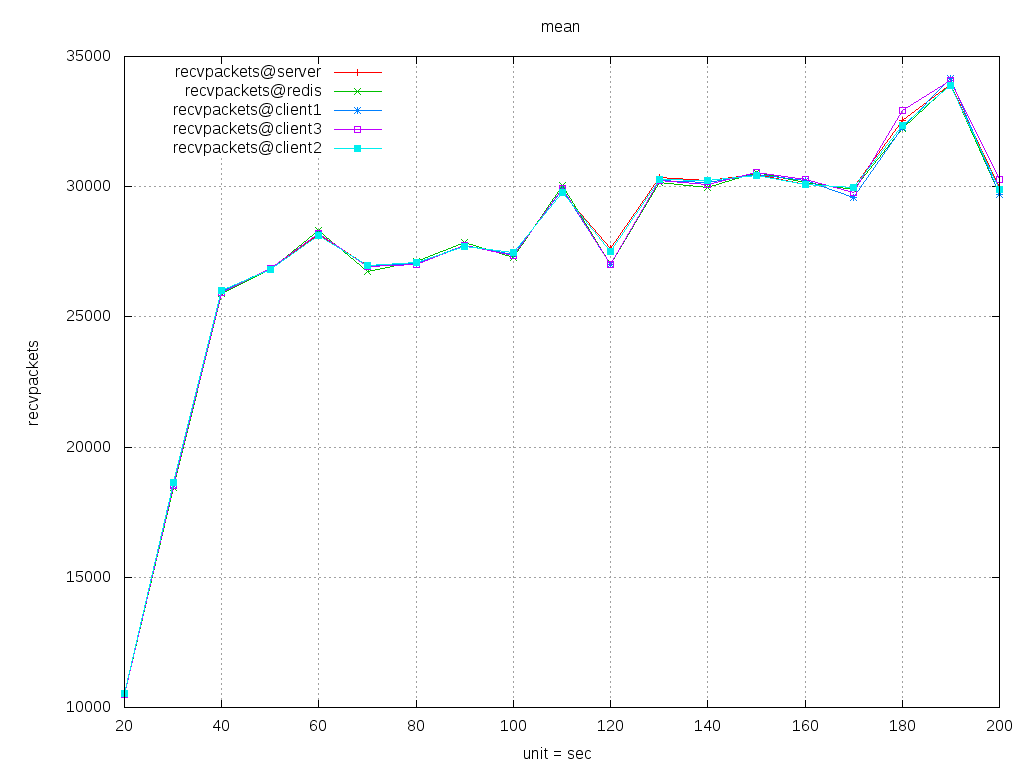 mean
35000
30000
25000
20000
15000
10000
recvpackets
recvpackets@server
recvpackets@redis
recvpackets@client1
recvpackets@client3
recvpackets@client2
20 40 60 80 100 120 140 160 180 200
unit = sec